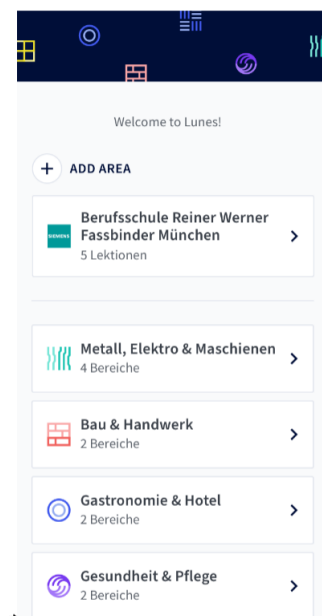 Welcome to Lunes!
ADD AREA
Berufsschule Reiner Werner
Fassbinder München
SIEMENS
5 Lektionen
Metall, Elektro & Maschienen
4 Bereiche
Bau & Handwerk
2 Bereiche
Gastronomie & Hotel
2 Bereiche
Gesundheit & Pflege
2 Bereiche